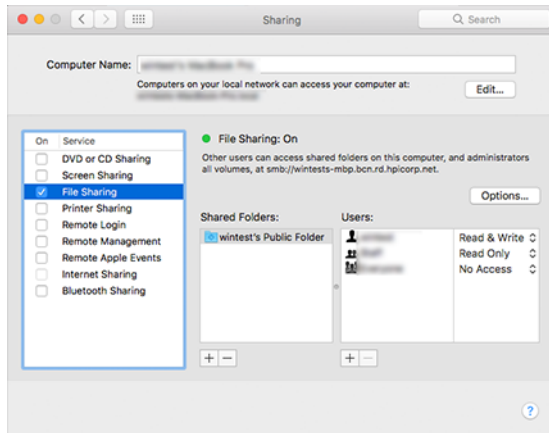 Sharing
Search
Computer Name:
Computers on your local network can access your computer at:
Edit...
On Service
DVD or CD Sharing
Screen Sharing
File Sharing
Printer Sharing
Remote Login
Remote Management
Remote Apple Events
Internet Sharing
Bluetooth Sharing
File Sharing: On
Other users can access shared folders on this computer, and administrators
all volumes, at smb://wintests-mbp.bcn.rd.hpicorp.net.
Options...
Shared Folders:
wintest's Public Folder
Users:
Read & Write
Read Only
No Access
+ −
+ −
?